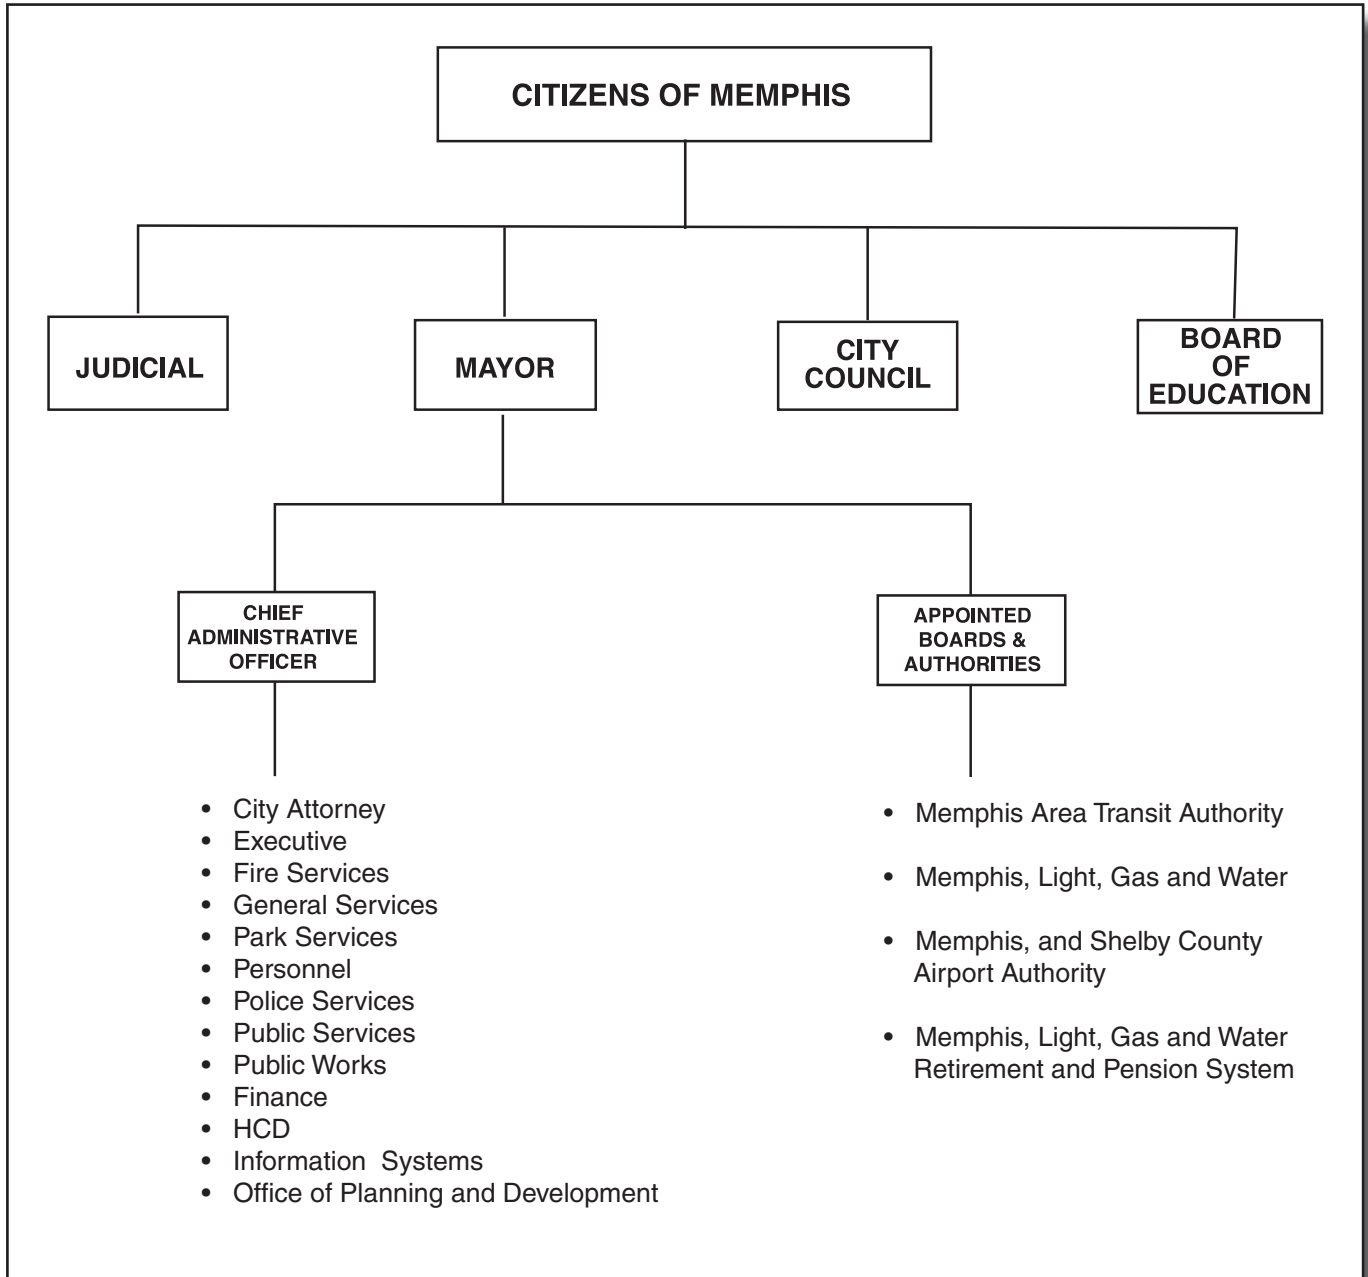 CITIZENS OF MEMPHIS
JUDICIAL
MAYOR
CITY
COUNCIL
BOARD
OF
EDUCATION
CHIEF
ADMINISTRATIVE
OFFICER
APPOINTED
BOARDS &
AUTHORITIES
• City Attorney
• Executive
• Fire Services
• General Services
• Park Services
• Personnel
• Police Services
• Public Services
• Public Works
• Finance
• HCD
• Information Systems
• Office of Planning and Development
• Memphis Area Transit Authority
• Memphis, Light, Gas and Water
• Memphis, and Shelby County
Airport Authority
• Memphis, Light, Gas and Water
Retirement and Pension System